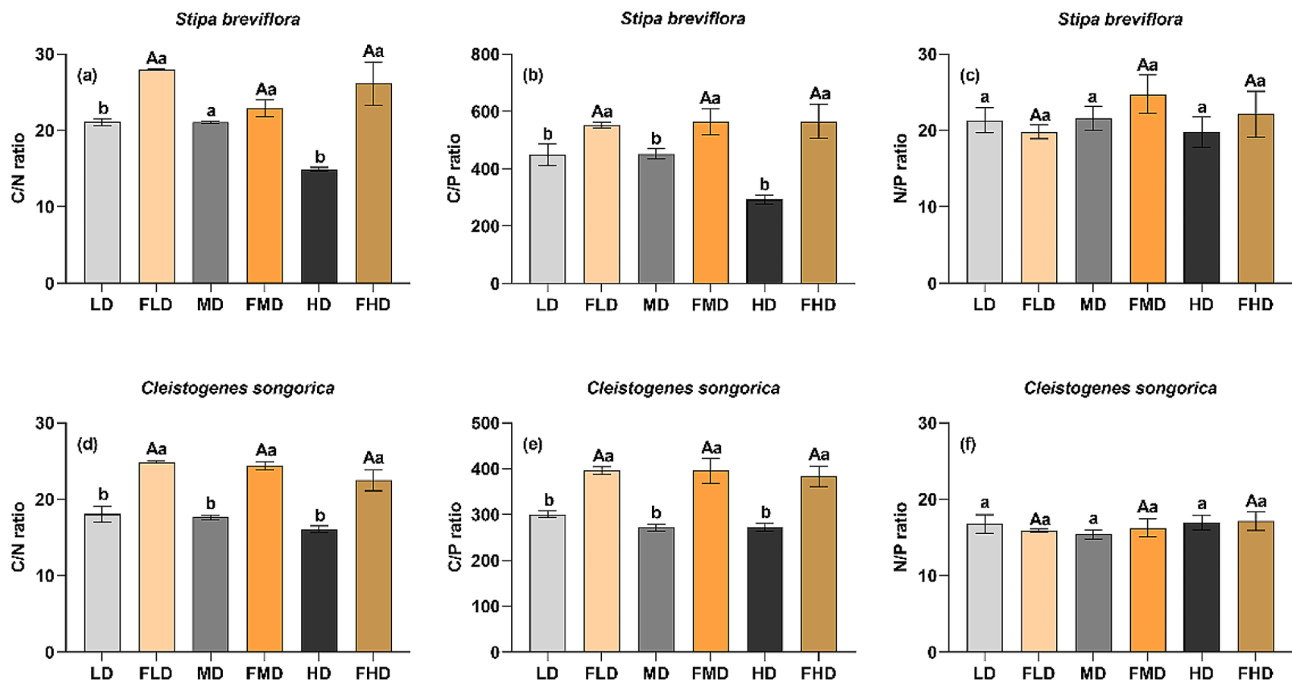 Stipa breviflora
(a)
C/N ratio
30
20
10
0
b
Aa
a
Aa
b
Aa
LD FLD MD FMD HD FHD
Stipa breviflora
(b)
C/P ratio
800
600
400
200
0
b
Aa
b
Aa
b
Aa
LD FLD MD FMD HD FHD
Stipa breviflora
(c)
N/P ratio
30
20
10
0
a
Aa
a
Aa
a
Aa
LD FLD MD FMD HD FHD
Cleistogenes songorica
(d)
C/N ratio
30
20
10
0
b
Aa
b
Aa
b
Aa
LD FLD MD FMD HD FHD
Cleistogenes songorica
(e)
C/P ratio
500
400
300
200
100
0
b
Aa
b
Aa
b
Aa
LD FLD MD FMD HD FHD
Cleistogenes songorica
(f)
N/P ratio
30
20
10
0
a
Aa
a
Aa
a
Aa
LD FLD MD FMD HD FHD